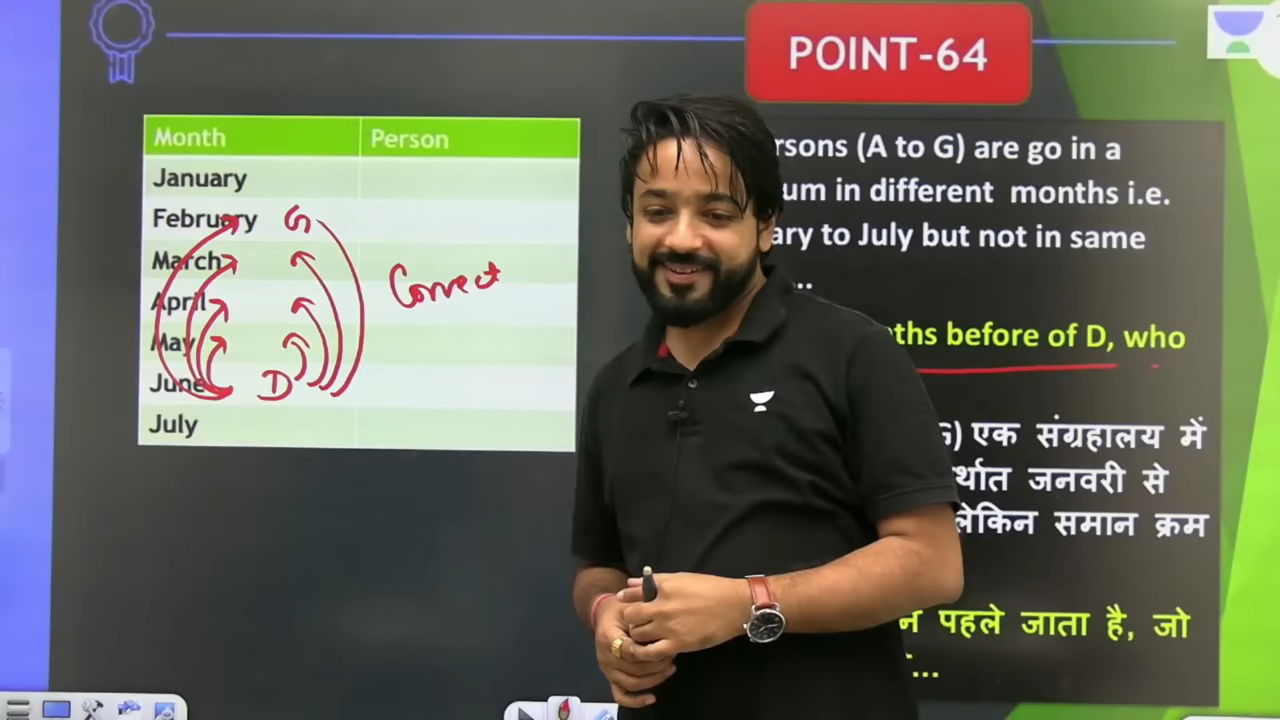 POINT-64
Month Person
January
February G
March
April Correct
May
June D
July
rsons (A to G) are go in a
um in different months i.e.
ary to July but not in same
..
ths before of D, who
G) एक संग्रहालय में
र्थात जनवरी से
लेकिन समान क्रम
न पहले जाता है, जो
...